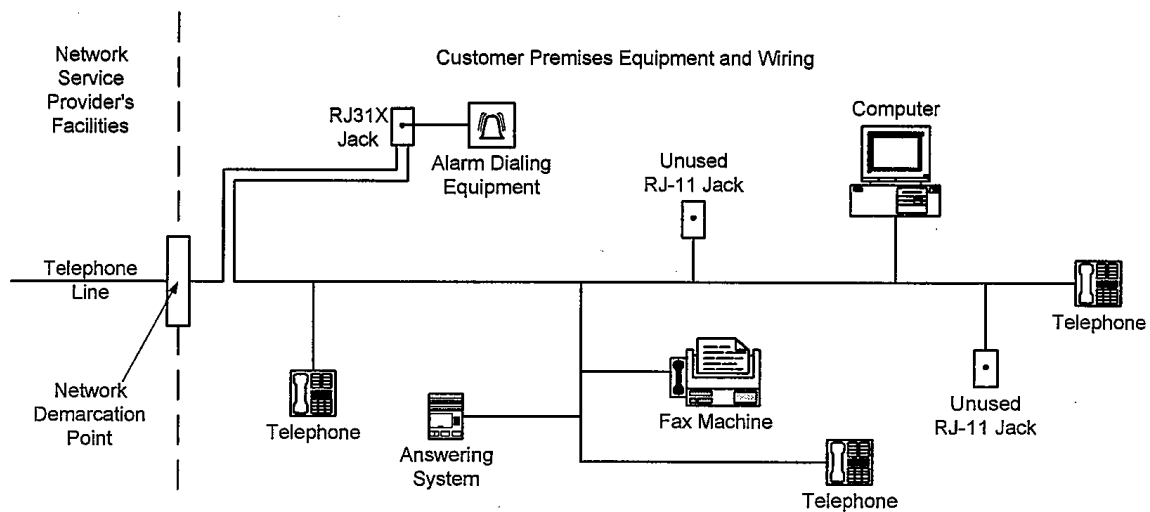 Network
Service
Provider's
Facilities
Customer Premises Equipment and Wiring
RJ31X
Jack
Alarm Dialing
Equipment
Unused
RJ-11 Jack
Computer
Telephone
Line
Telephone
Network
Demarcation
Point
Telephone
Answering
System
Fax Machine
Unused
RJ-11 Jack
Telephone